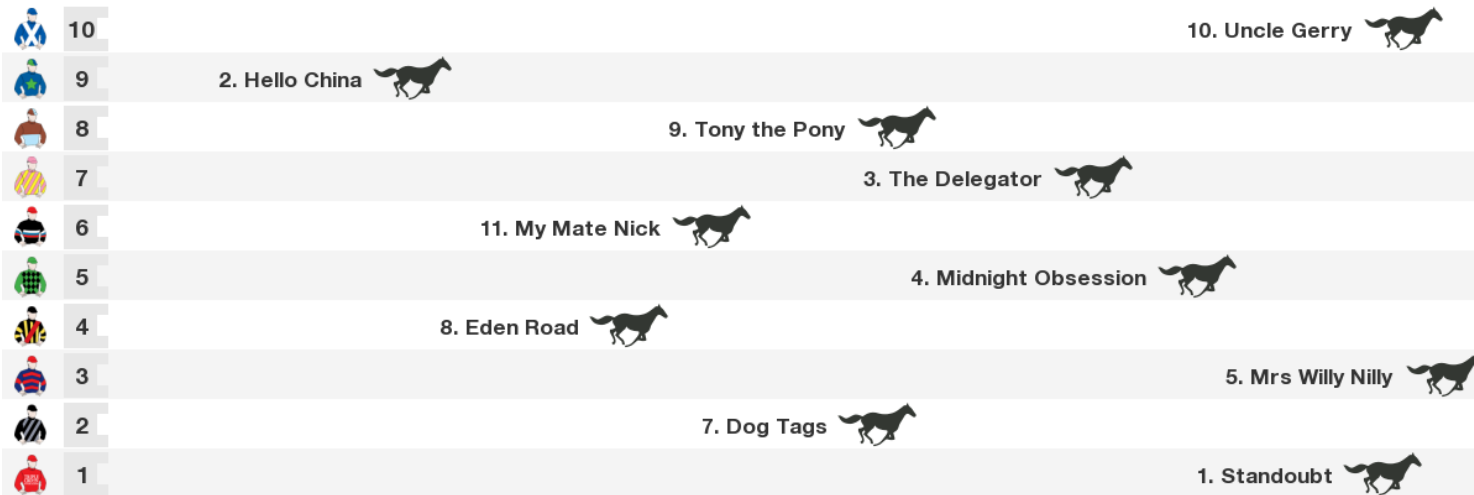 10 10. Uncle Gerry
9 2. Hello China
8 9. Tony the Pony
7 3. The Delegator
6 11. My Mate Nick
5 4. Midnight Obsession
4 8. Eden Road
3 5. Mrs Willy Nilly
2 7. Dog Tags
1 1. Standoubt